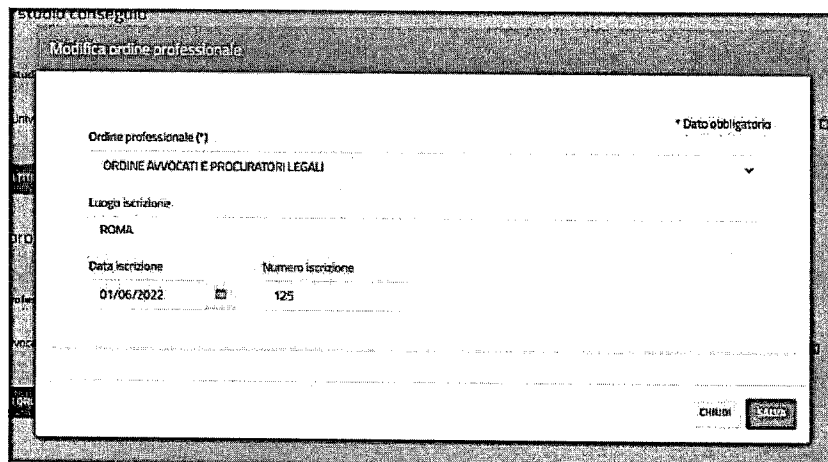 studio conseguito
Modifica ordine professionale
* Dato obbligatorio
Ordine professionale (*)
ORDINE AVVOCATI E PROCURATORI LEGALI
Luogo iscrizione
ROMA
Data iscrizione
Numero iscrizione
01/06/2022
125
CHIUDI
SALVA